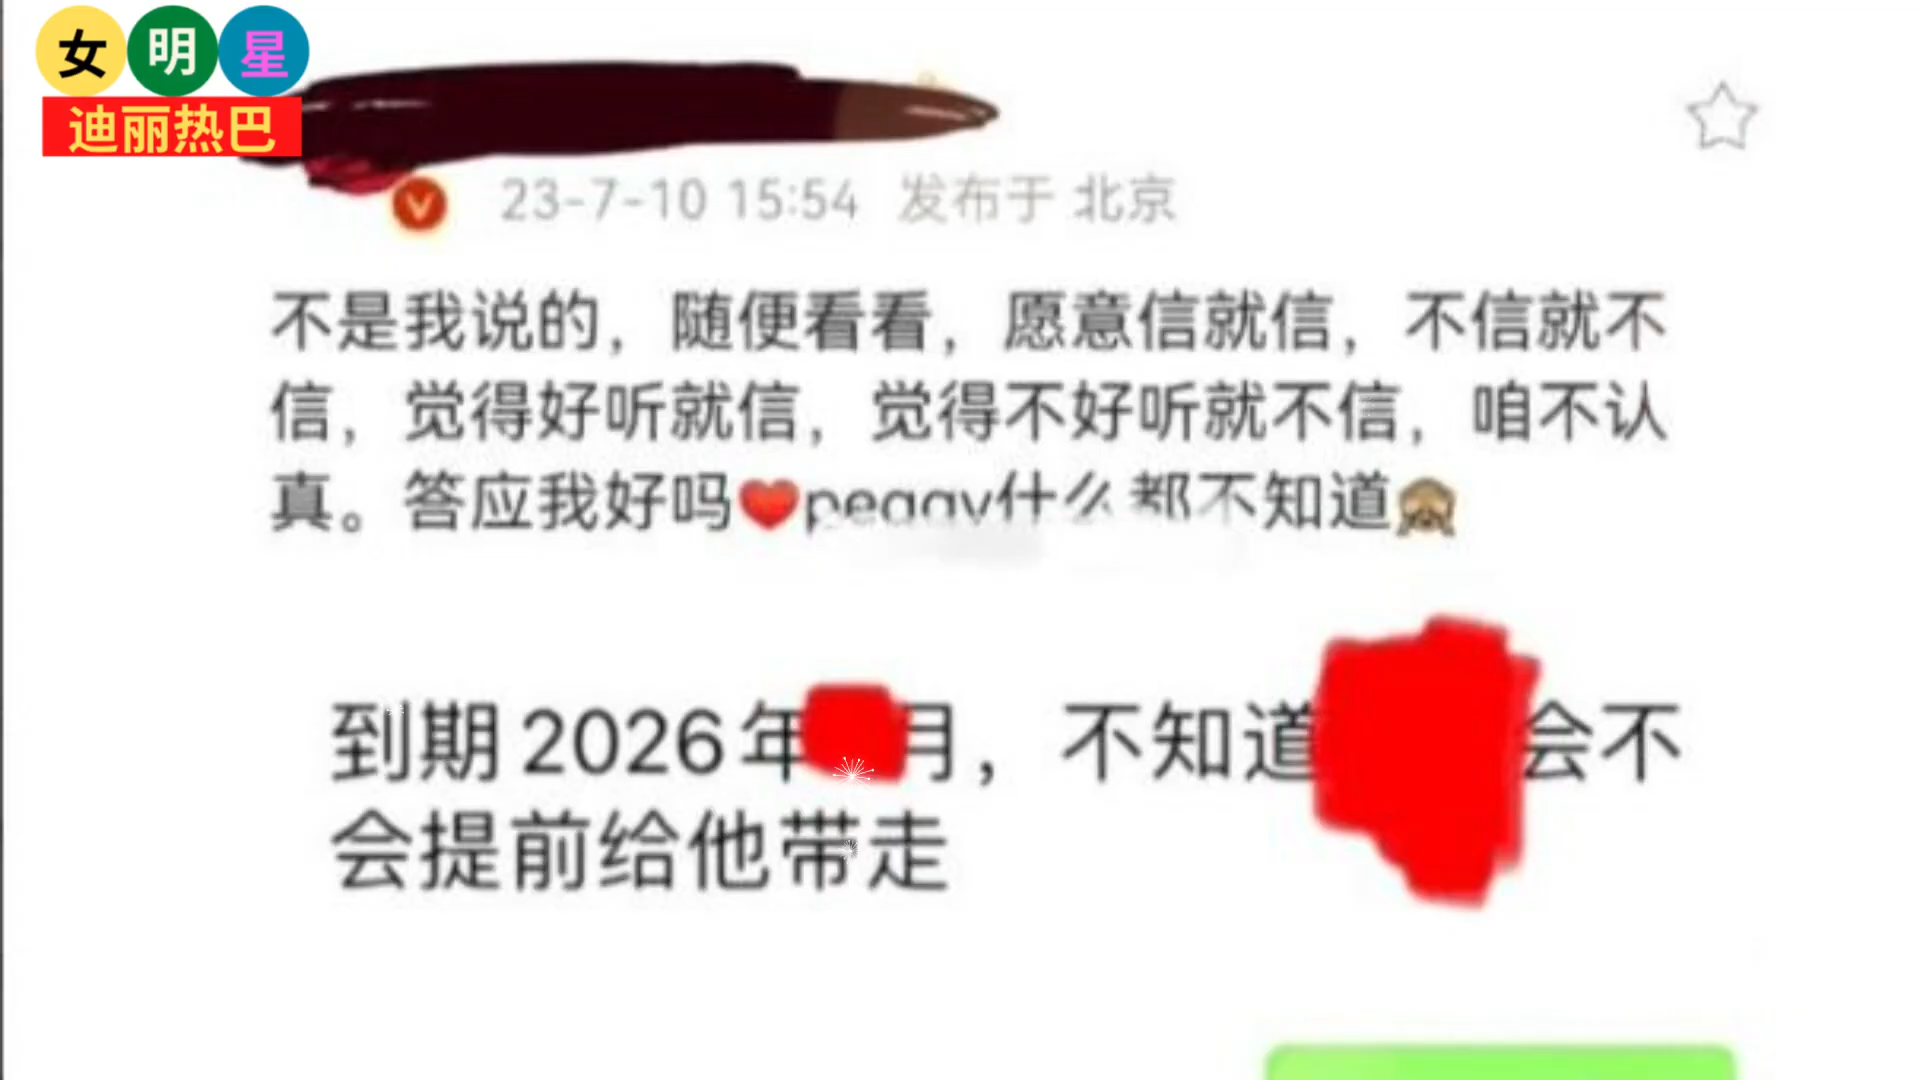 女明星
迪丽热巴
23-7-10 15:54 发布于 北京
不是我说的，随便看看，愿意信就信，不信就不
信，觉得好听就信，觉得不好听就不信，咱不认
真。答应我好吗❤️peggy什么都不知道🙈
到期2026年 月，不知道 会不
会提前给他带走